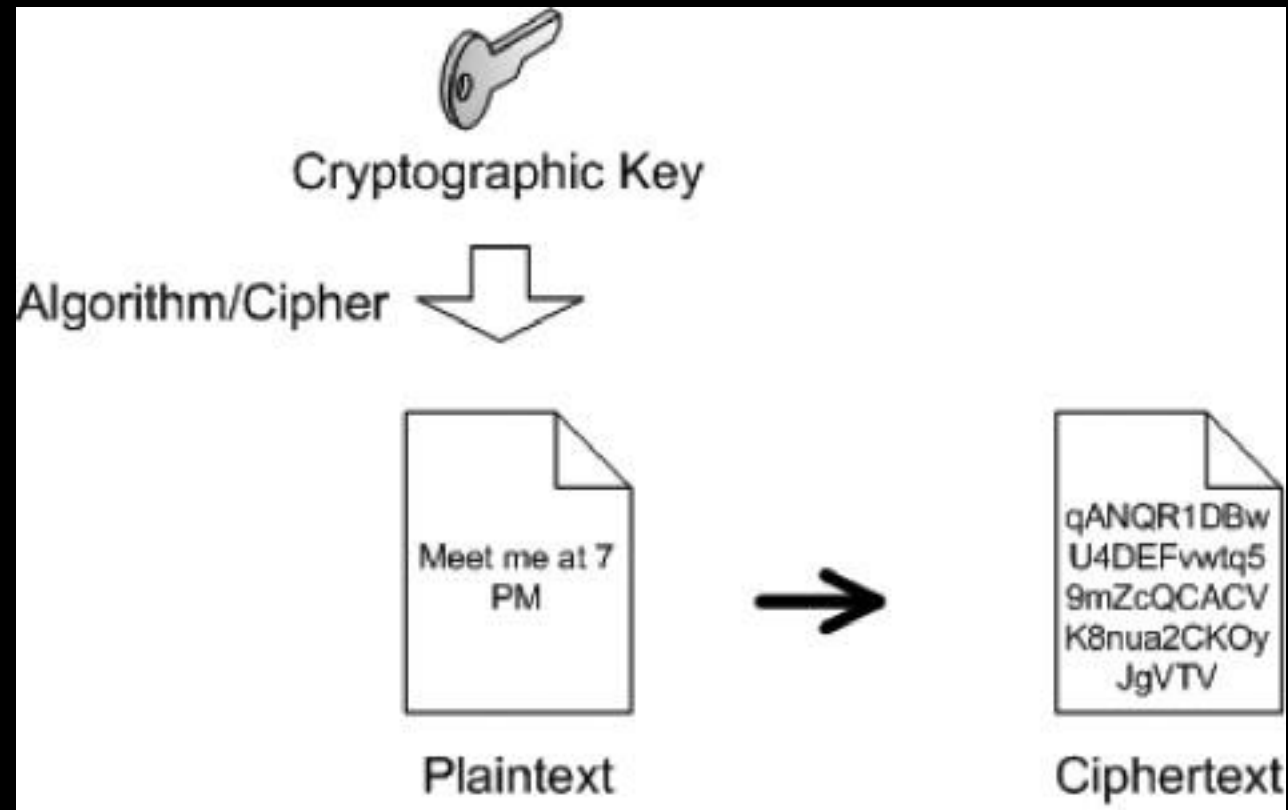 Cryptographic Key
Algorithm/Cipher
Meet me at 7
PM
qANQR1DBw
U4DEFvwtq5
9mZcQCACV
K8nua2CKOy
JgVTV
Plaintext
Ciphertext